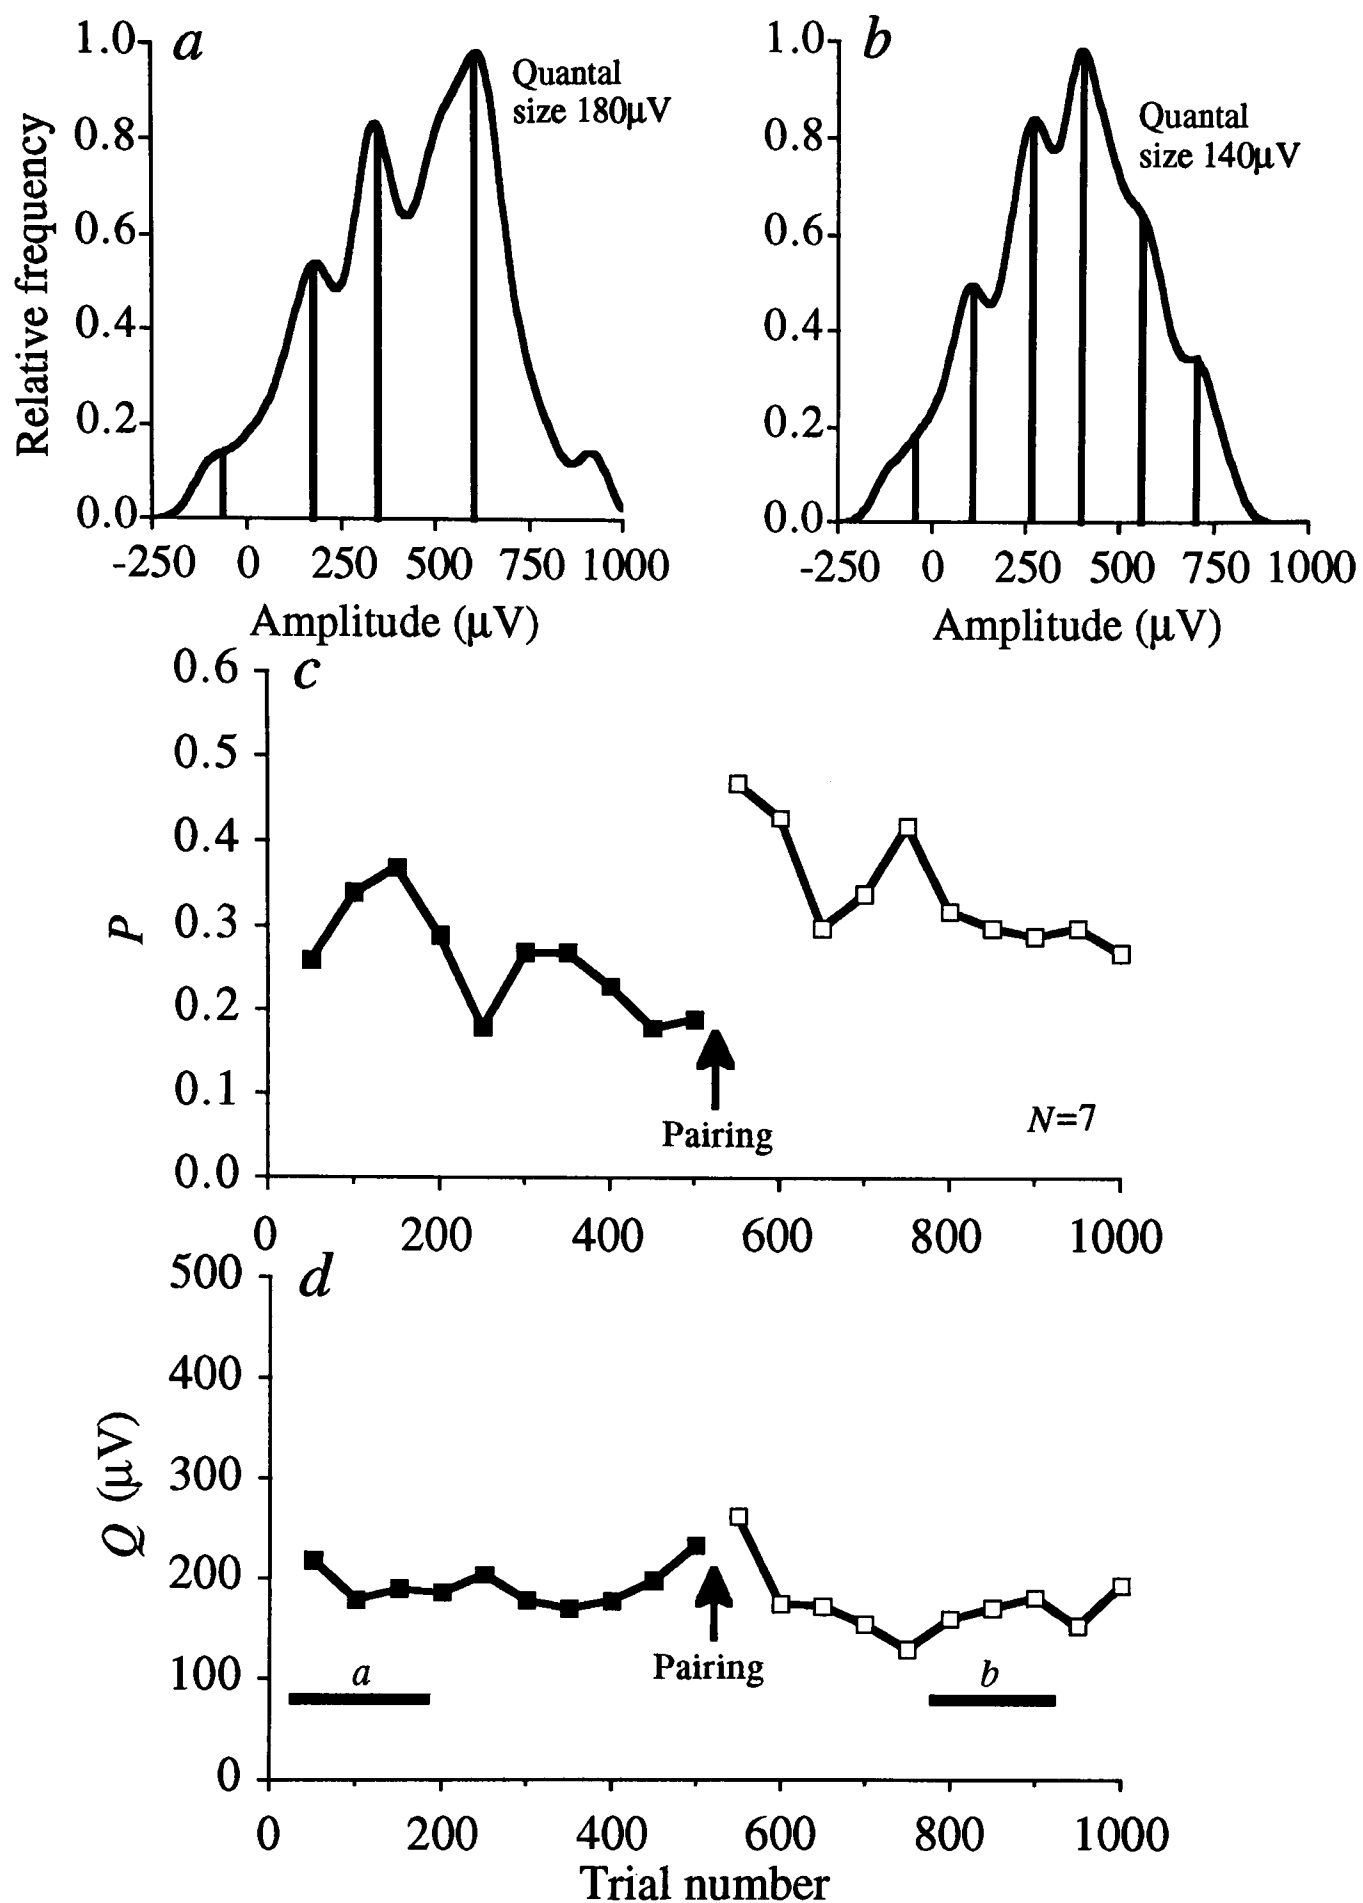 a
Quantal
size 180µV
Relative frequency
1.0
0.8
0.6
0.4
0.2
0.0
-250 0 250 500 750 1000
Amplitude (µV)
b
Quantal
size 140µV
1.0
0.8
0.6
0.4
0.2
0.0
-250 0 250 500 750 1000
Amplitude (µV)
c
P
0.6
0.5
0.4
0.3
0.2
0.1
0.0
Pairing
N=7
0 200 400 600 800 1000
d
Q (µV)
500
400
300
200
100
0
Pairing
a
b
0 200 400 600 800 1000
Trial number